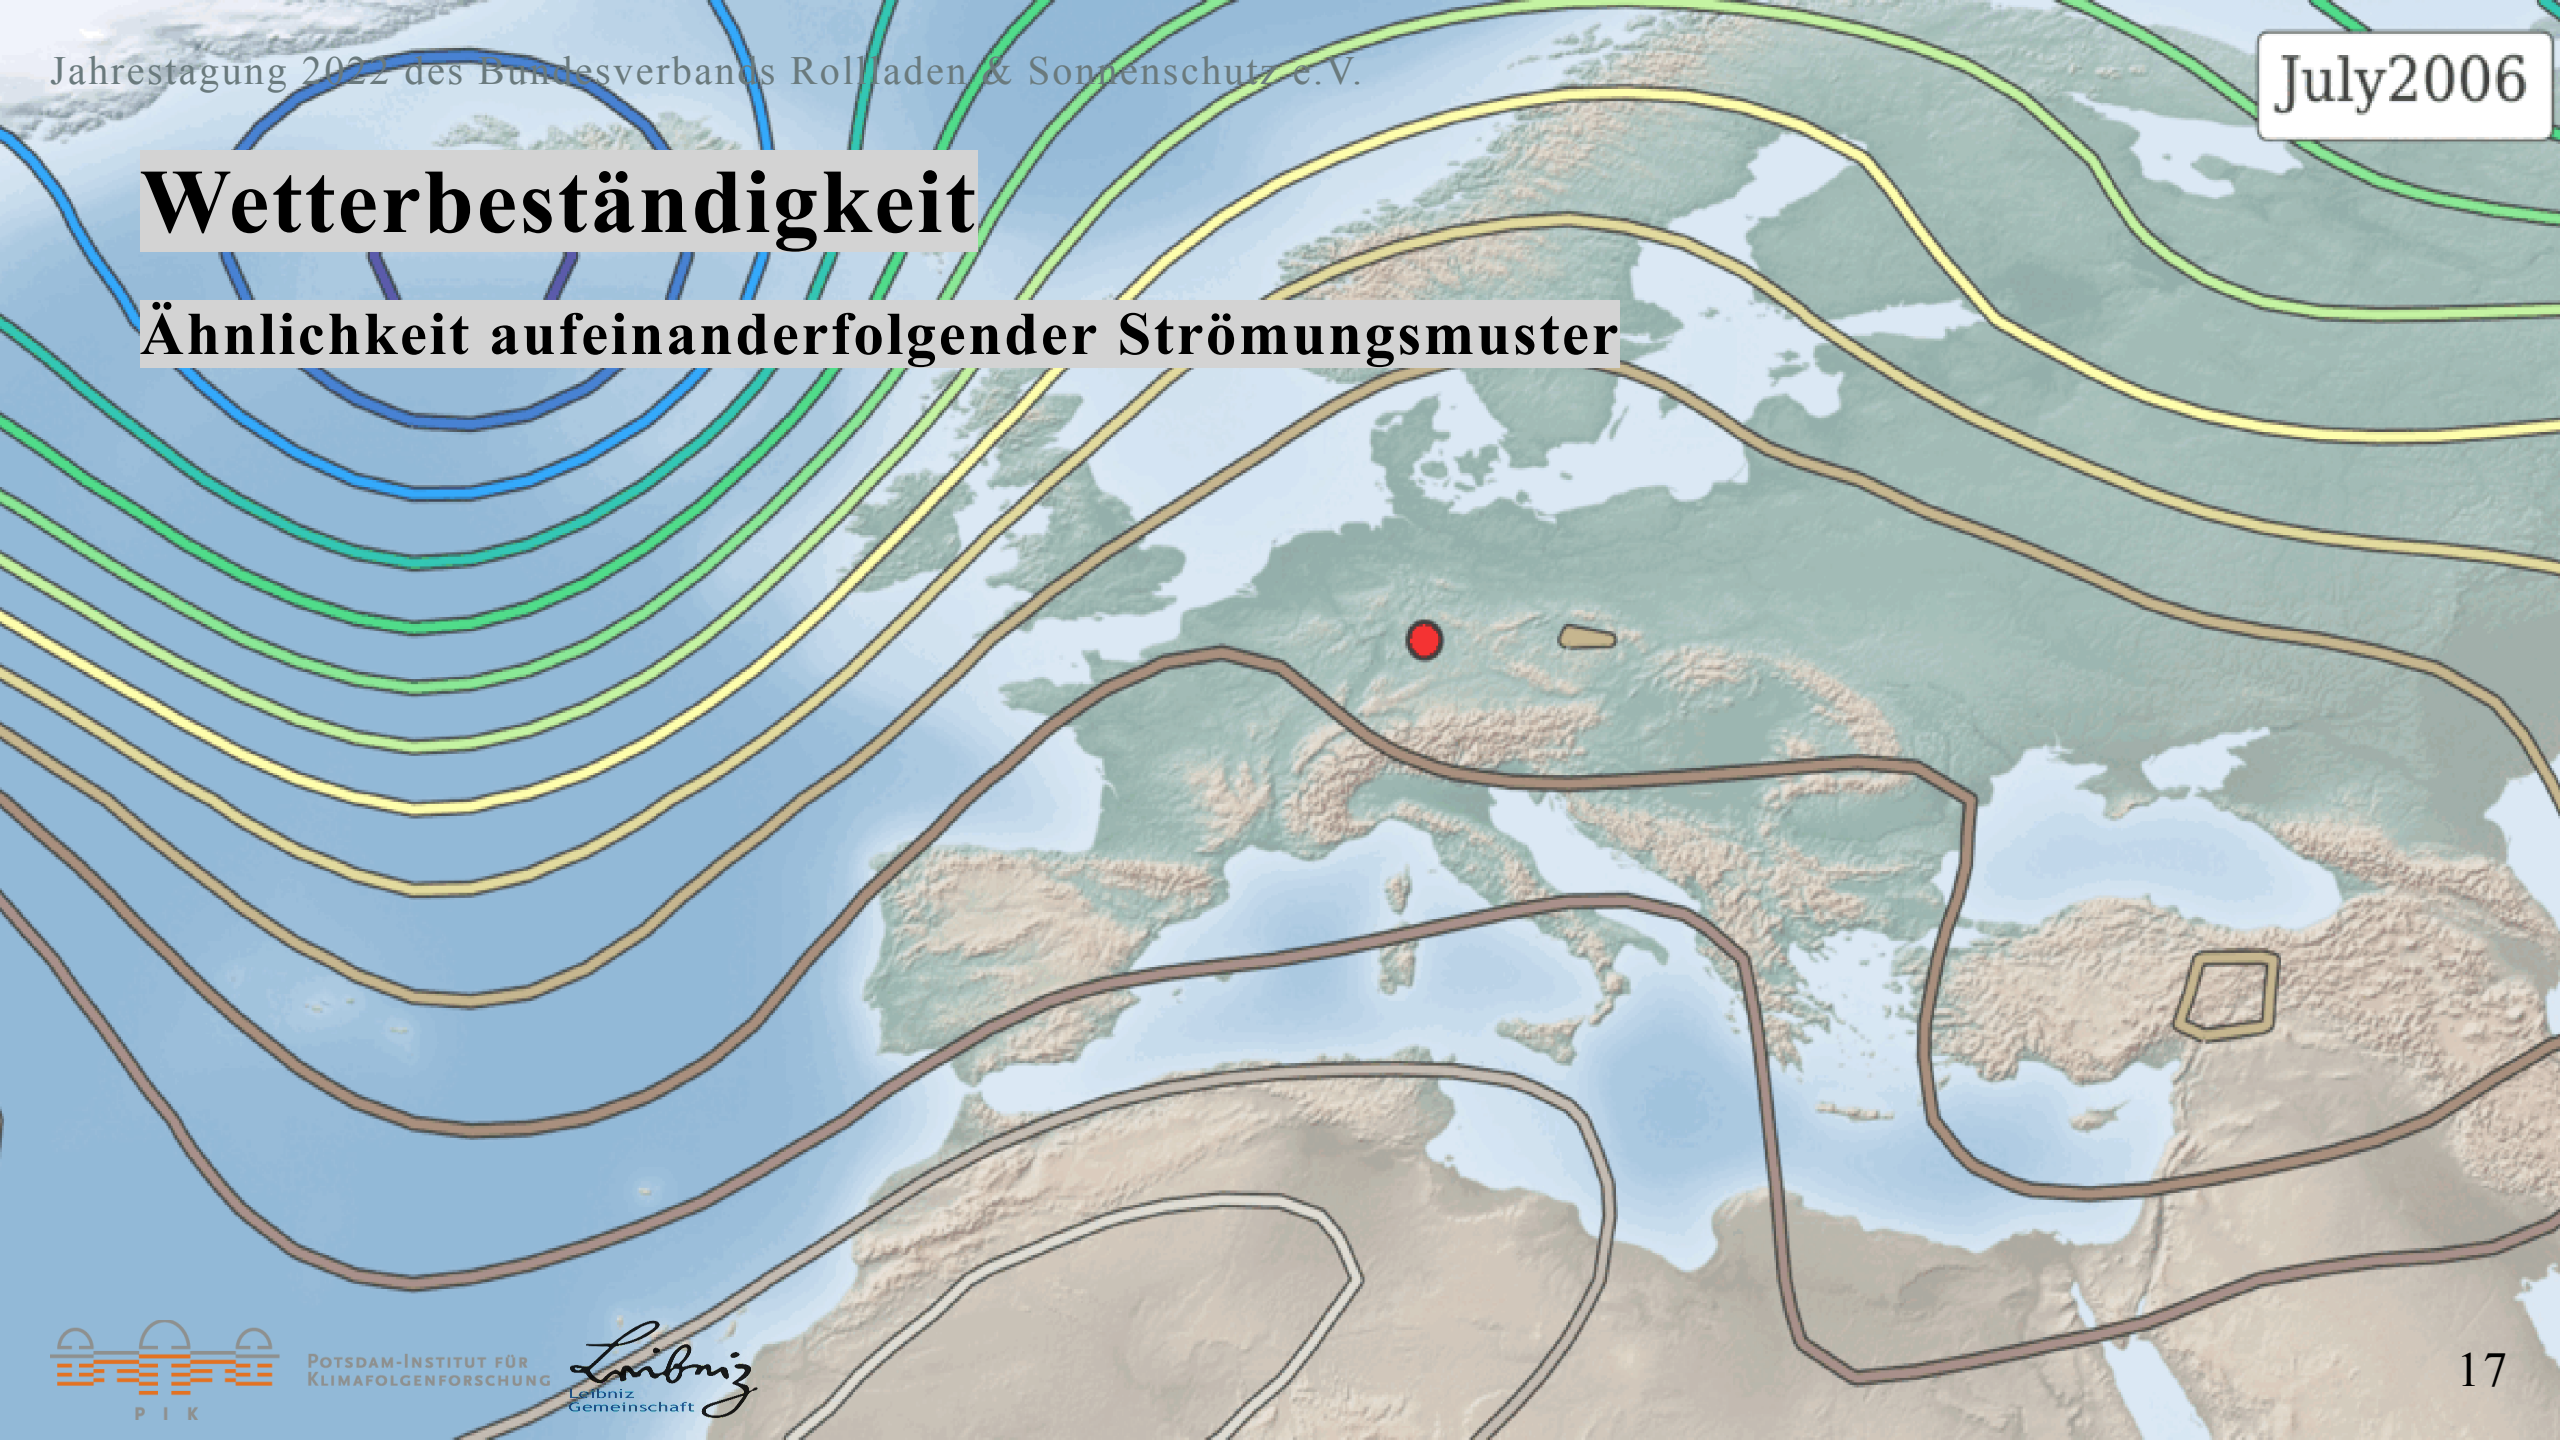 Jahrestagung 2022 des Bundesverbands Rollladen & Sonnenschutz e.V.
July2006
Wetterbeständigkeit
Ähnlichkeit aufeinanderfolgender Strömungsmuster
POTSDAM-INSTITUT FÜR
KLIMAFOLGENFORSCHUNG
PIK
Leibniz
Leibniz
Gemeinschaft
17